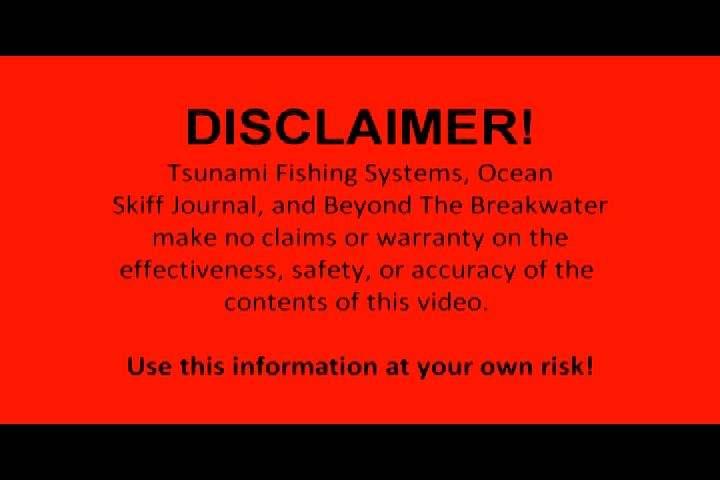 DISCLAIMER!
Tsunami Fishing Systems, Ocean
Skiff Journal, and Beyond The Breakwater
make no claims or warranty on the
effectiveness, safety, or accuracy of the
contents of this video.
Use this information at your own risk!